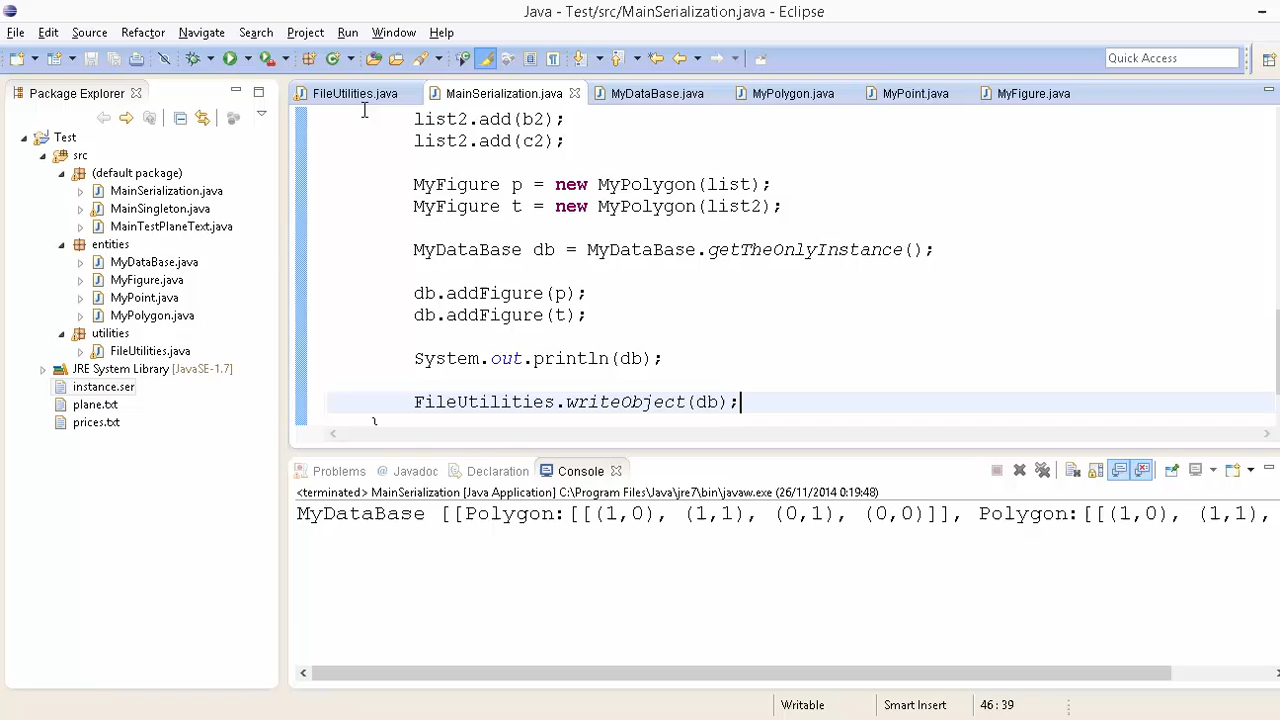 Java - Test/src/MainSerialization.java - Eclipse
File Edit Source Refactor Navigate Search Project Run Window Help
Quick Access
Package Explorer
Test
src
(default package)
MainSerialization.java
MainSingleton.java
MainTestPlaneText.java
entities
MyDataBase.java
MyFigure.java
MyPoint.java
MyPolygon.java
utilities
FileUtilities.java
JRE System Library [JavaSE-1.7]
instance.ser
plane.txt
prices.txt
FileUtilities.java MainSerialization.java MyDataBase.java MyPolygon.java MyPoint.java MyFigure.java
list2.add(b2);
list2.add(c2);
MyFigure p = new MyPolygon(list);
MyFigure t = new MyPolygon(list2);
MyDataBase db = MyDataBase.getTheOnlyInstance();
db.addFigure(p);
db.addFigure(t);
System.out.println(db);
FileUtilities.writeObject(db);
}
Problems Javadoc Declaration Console
<terminated> MainSerialization [Java Application] C:\Program Files\Java\jre7\bin\javaw.exe (26/11/2014 0:19:48)
MyDataBase [[Polygon:[[(1,0), (1,1), (0,1), (0,0)]], Polygon:[[(1,0), (1,1),
Writable Smart Insert 46 : 39